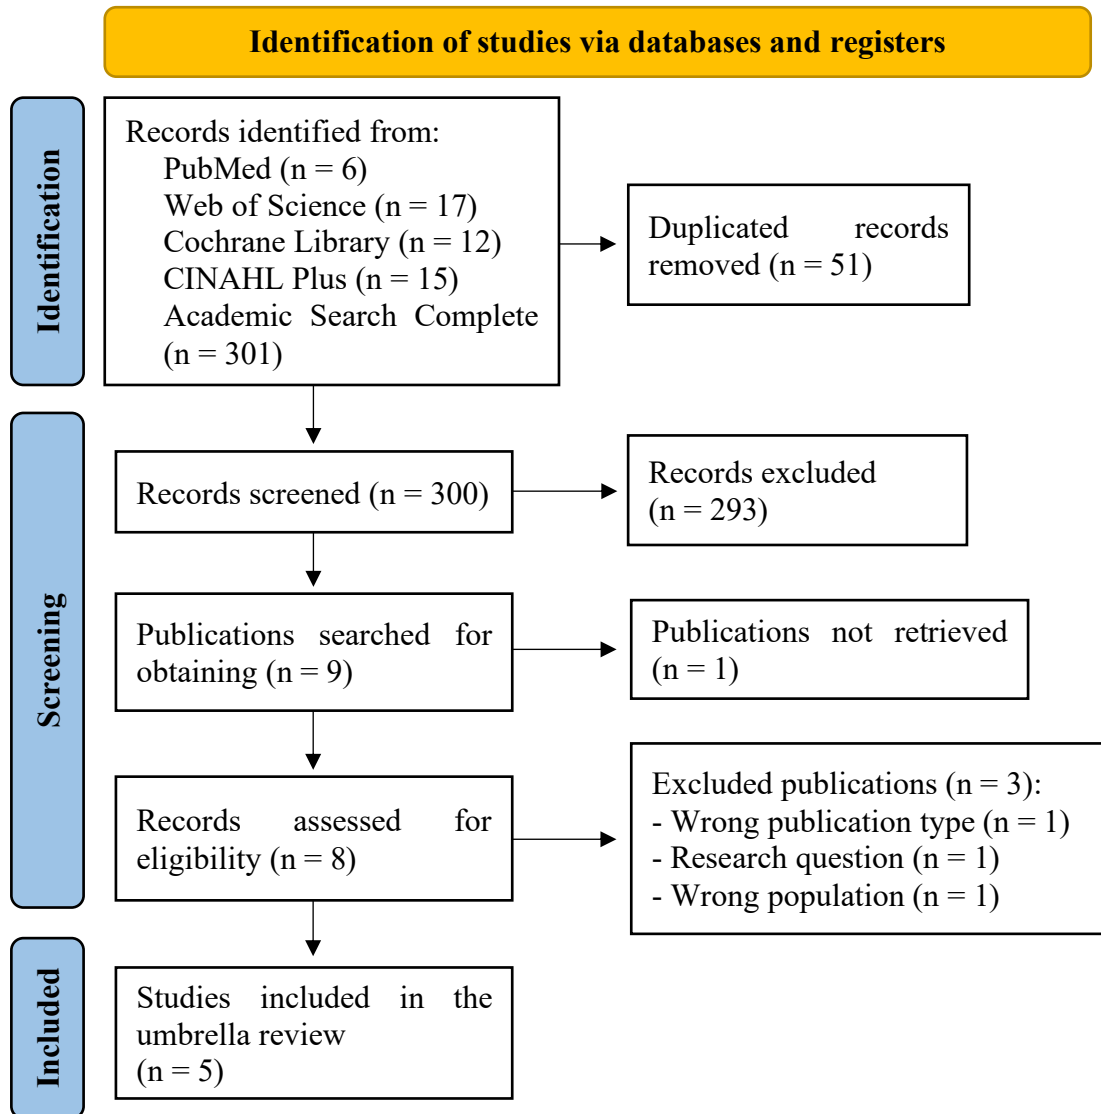 Identification of studies via databases and registers
Identification
Records identified from:
PubMed (n = 6)
Web of Science (n = 17)
Cochrane Library (n = 12)
CINAHL Plus (n = 15)
Academic Search Complete
(n = 301)
Duplicated records
removed (n = 51)
Screening
Records screened (n = 300)
Records excluded
(n = 293)
Publications searched for
obtaining (n = 9)
Publications not retrieved
(n = 1)
Records assessed for
eligibility (n = 8)
Excluded publications (n = 3):
- Wrong publication type (n = 1)
- Research question (n = 1)
- Wrong population (n = 1)
Included
Studies included in the
umbrella review
(n = 5)